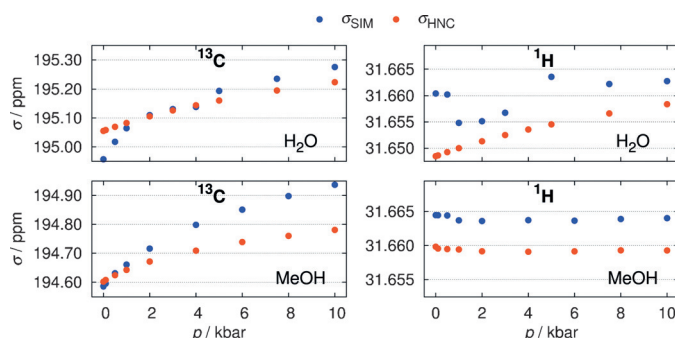 σSIM σHNC
¹³C
195.30
195.20
195.10
195.00
σ / ppm
H₂O
¹H
31.665
31.660
31.655
31.650
H₂O
¹³C
194.90
194.80
194.70
194.60
σ / ppm
MeOH
0 2 4 6 8 10
p / kbar
¹H
31.665
31.660
31.655
MeOH
0 2 4 6 8 10
p / kbar